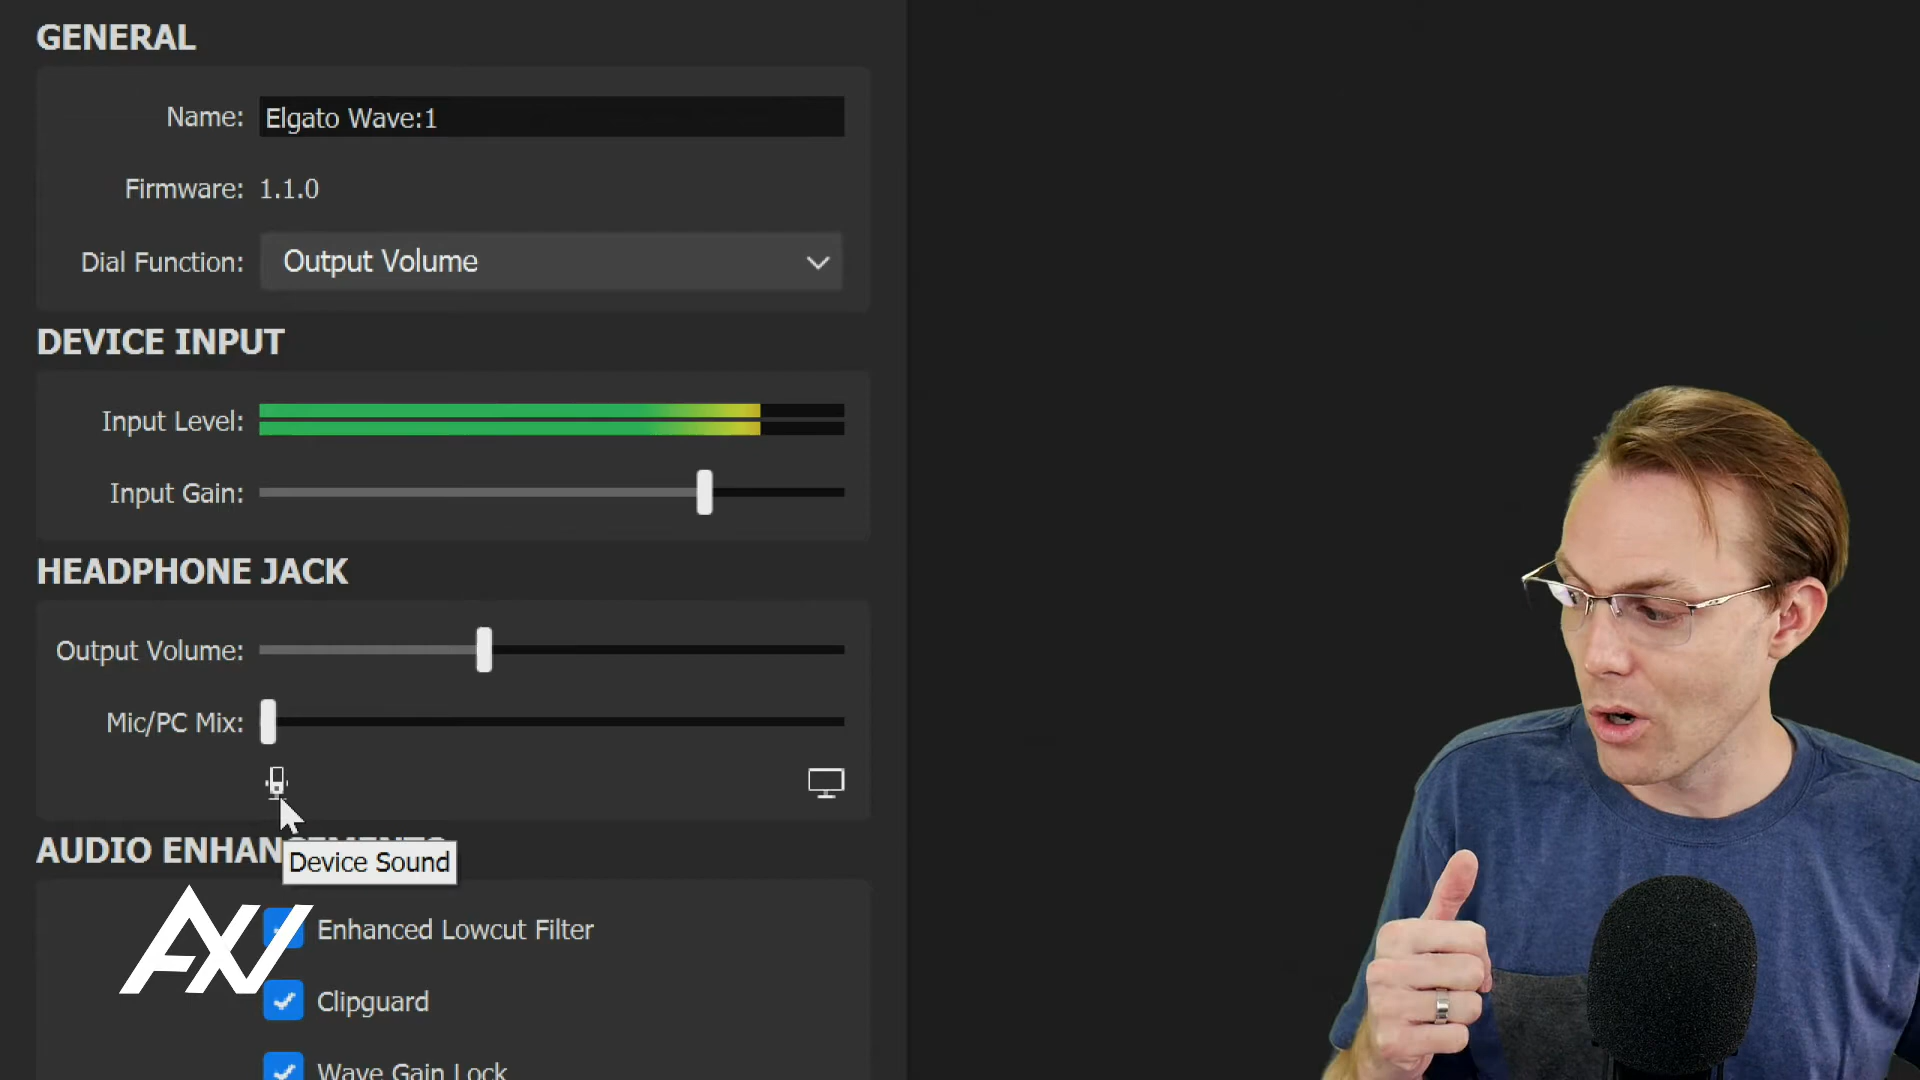 GENERAL
Name: Elgato Wave:1
Firmware: 1.1.0
Dial Function: Output Volume
DEVICE INPUT
Input Level:
Input Gain:
HEADPHONE JACK
Output Volume:
Mic/PC Mix:
AUDIO ENHANCEMENTS
Device Sound
Enhanced Lowcut Filter
Clipguard
Wave Gain Lock